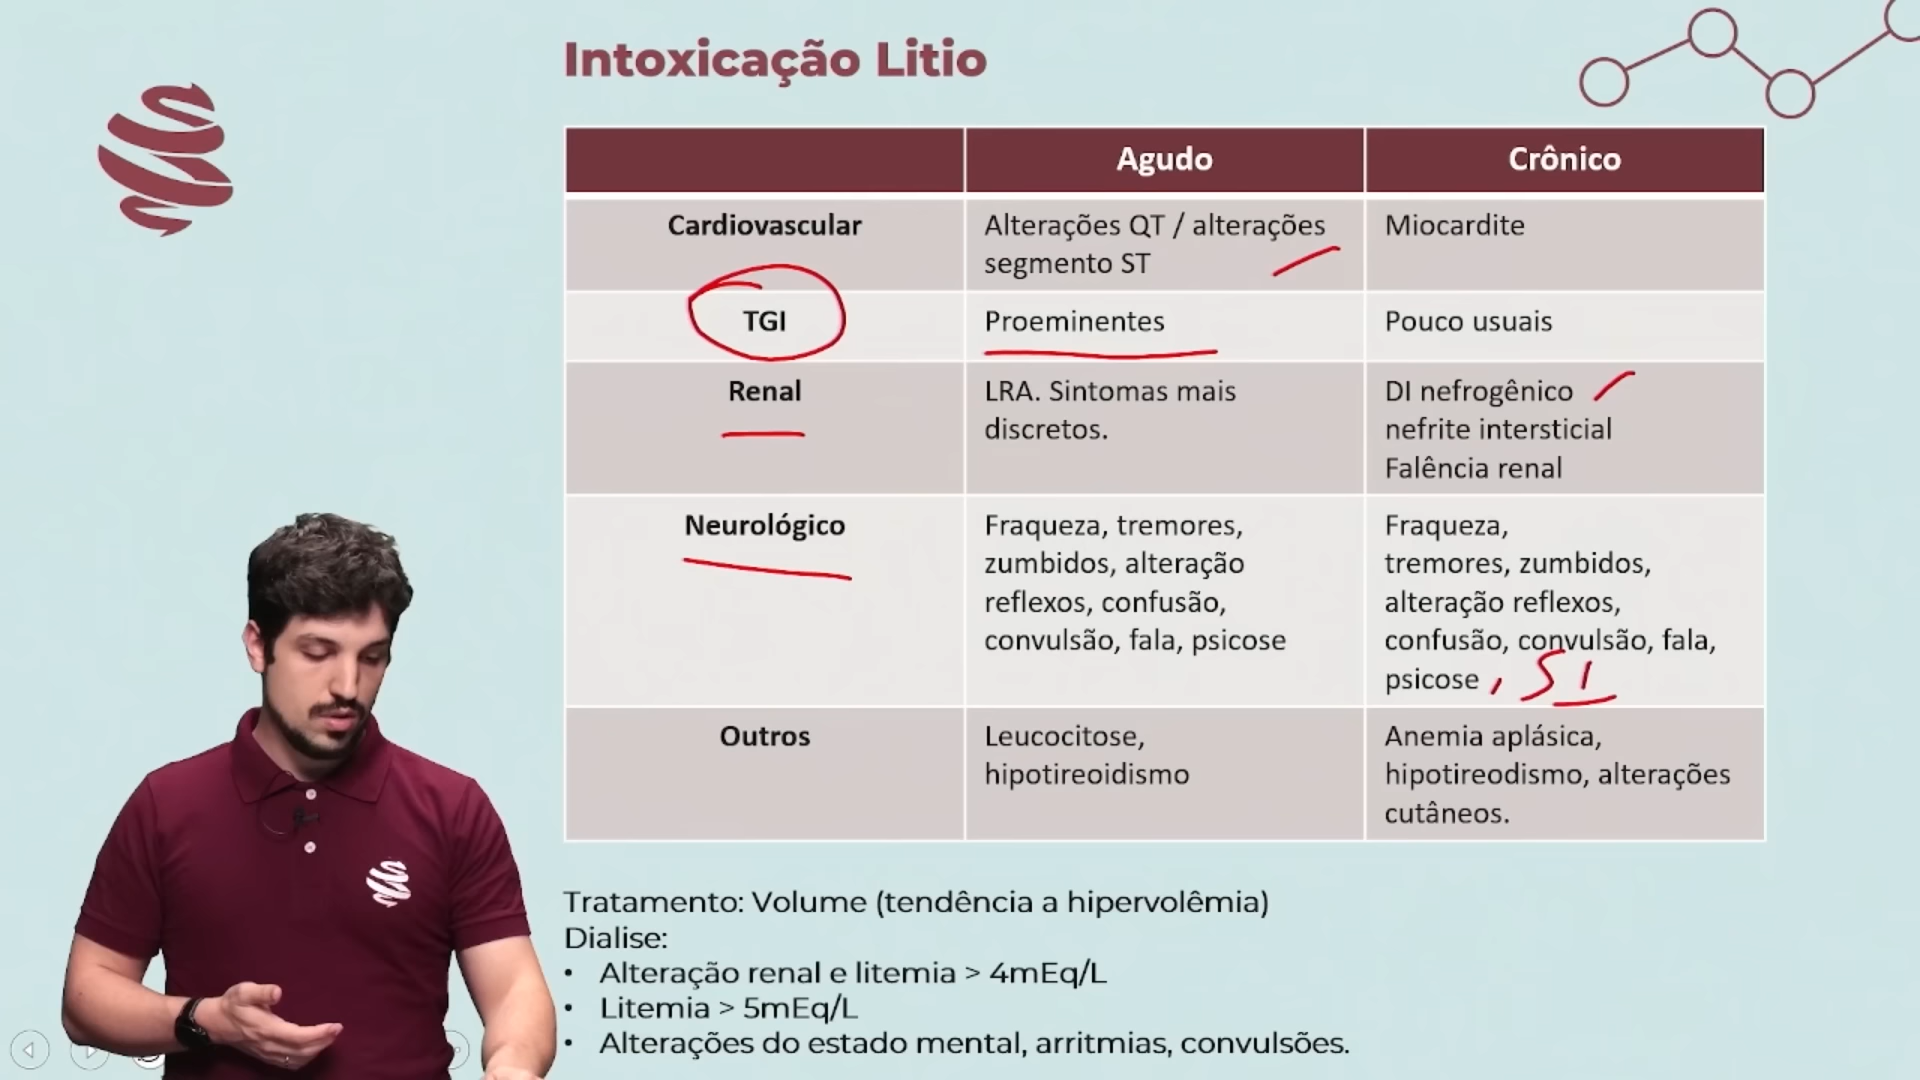 Intoxicação Litio
Agudo
Crônico
Cardiovascular
Alterações QT / alterações
segmento ST
Miocardite
TGI
Proeminentes
Pouco usuais
Renal
LRA. Sintomas mais
discretos.
DI nefrogênico
nefrite intersticial
Falência renal
Neurológico
Fraqueza, tremores,
zumbidos, alteração
reflexos, confusão,
convulsão, fala, psicose
Fraqueza,
tremores, zumbidos,
alteração reflexos,
confusão, convulsão, fala,
psicose , SI
Outros
Leucocitose,
hipotireoidismo
Anemia aplásica,
hipotireodismo, alterações
cutâneos.
Tratamento: Volume (tendência a hipervolêmia)
Dialise:
• Alteração renal e litemia > 4mEq/L
• Litemia > 5mEq/L
• Alterações do estado mental, arritmias, convulsões.